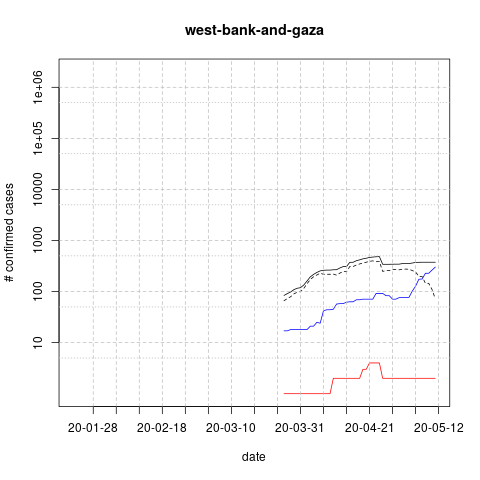 west-bank-and-gaza
# confirmed cases
1e+06
1e+05
10000
1000
100
10
20-01-28 20-02-18 20-03-10 20-03-31 20-04-21 20-05-12
date